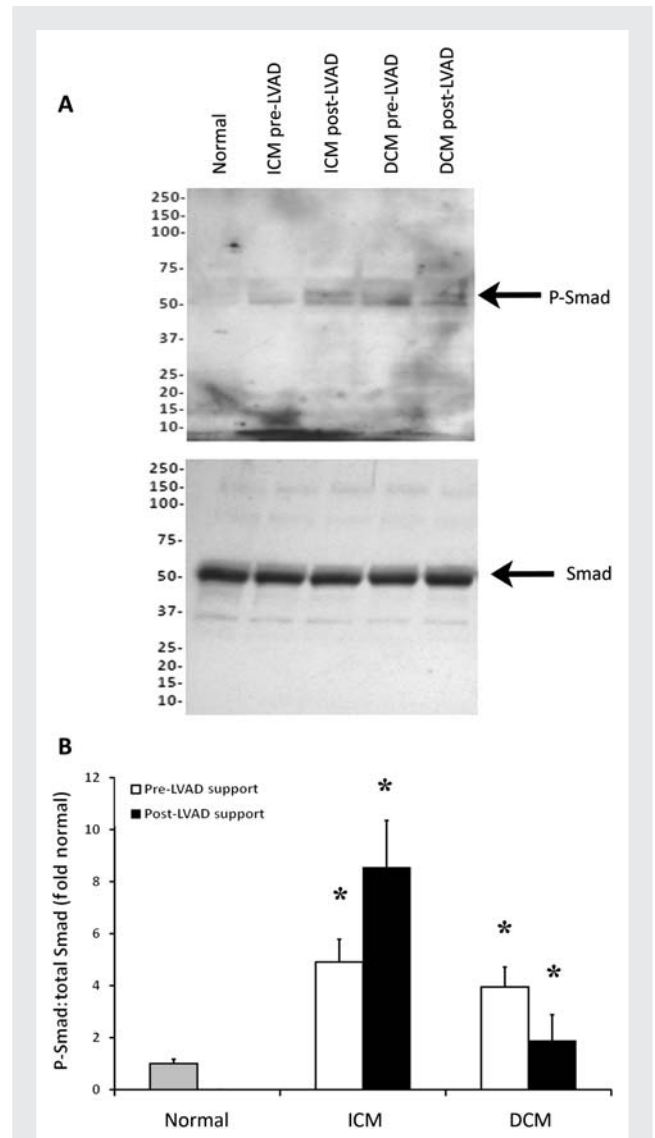 A
Normal
ICM pre-LVAD
ICM post-LVAD
DCM pre-LVAD
DCM post-LVAD
250-
150-
100-
75-
50-
37-
25-
20-
15-
10-
P-Smad
250-
150-
100-
75-
50-
37-
25-
20-
15-
10-
Smad
B
12
10
8
6
4
2
0
P-Smad:total Smad (fold normal)
Pre-LVAD support
Post-LVAD support
*
*
*
*
Normal
ICM
DCM